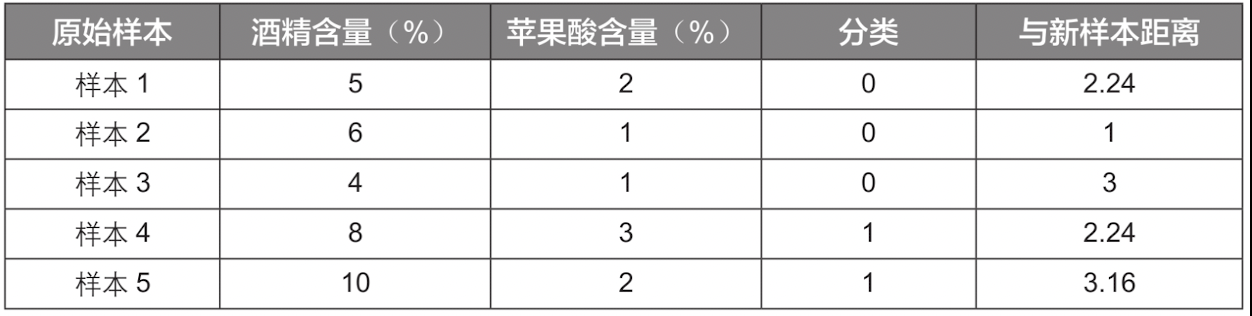 原始样本 酒精含量（%） 苹果酸含量（%） 分类 与新样本距离
样本 1 5 2 0 2.24
样本 2 6 1 0 1
样本 3 4 1 0 3
样本 4 8 3 1 2.24
样本 5 10 2 1 3.16